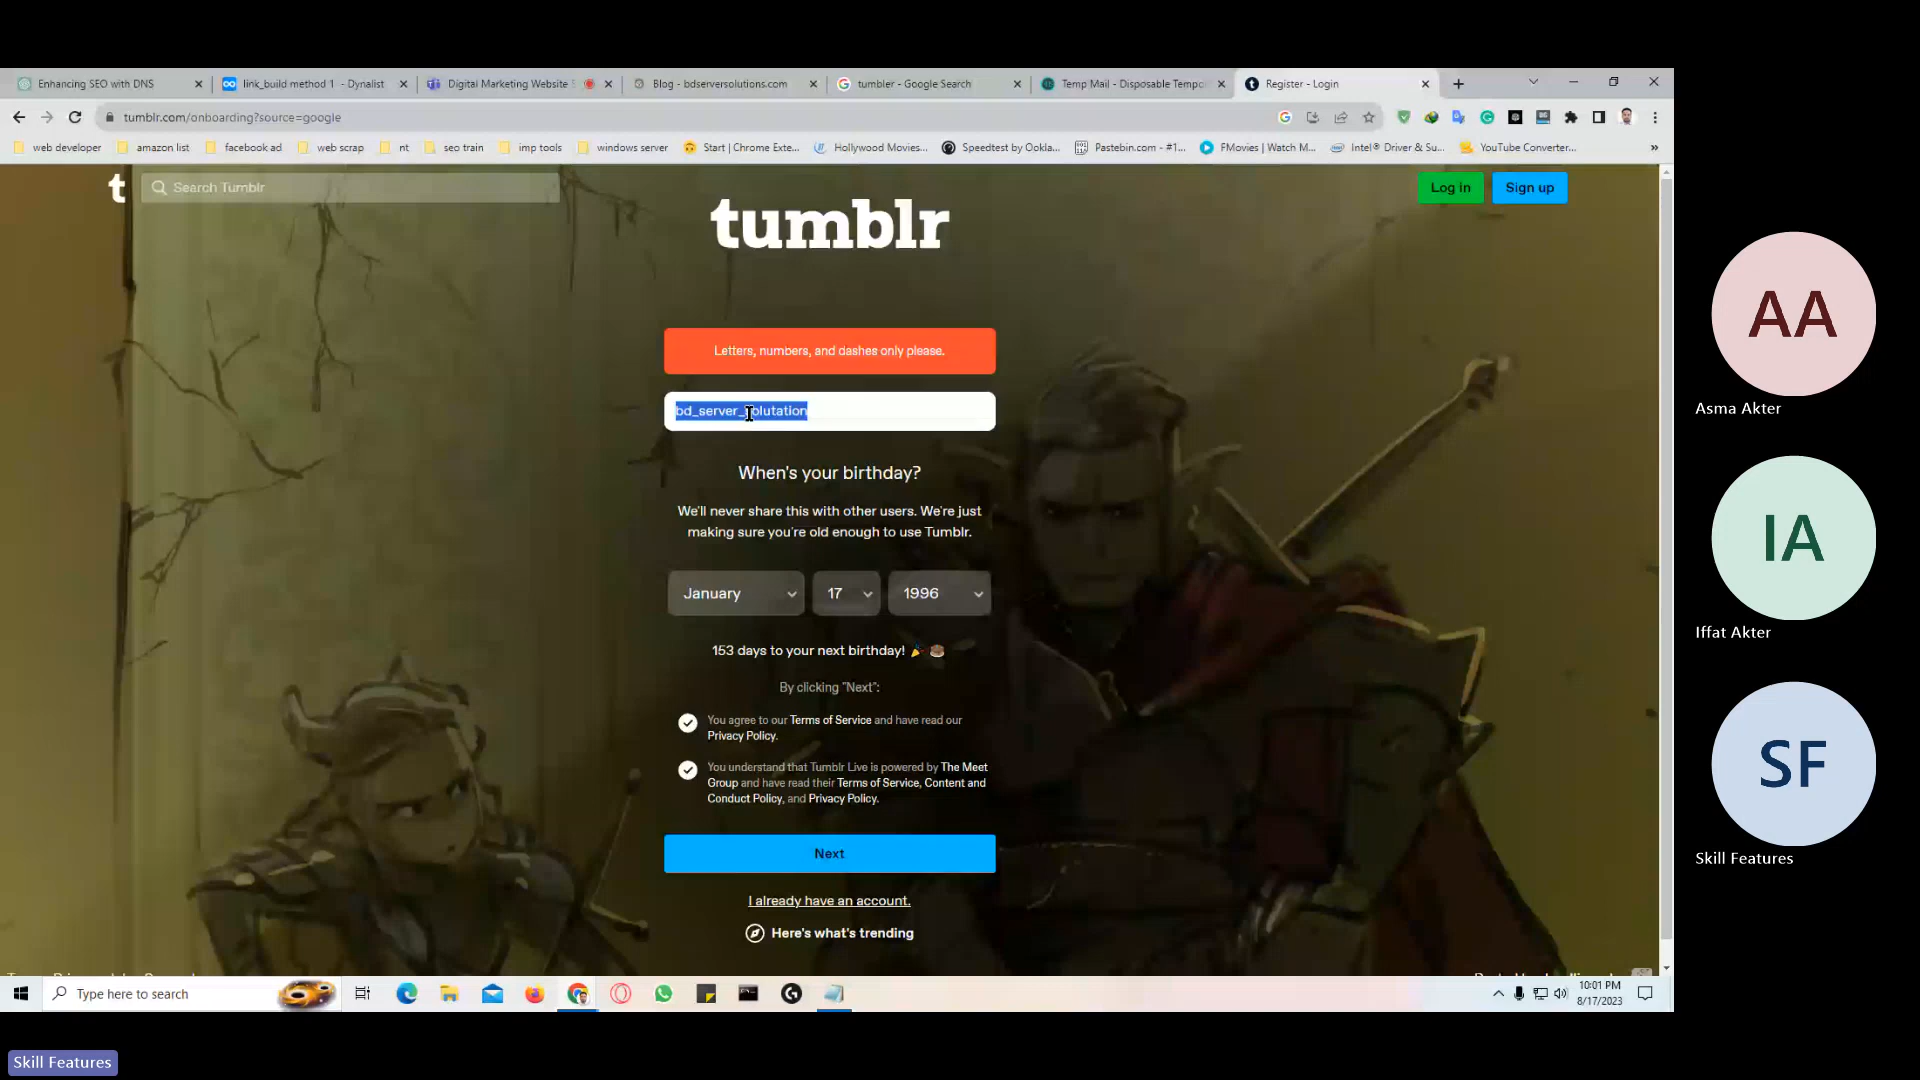 Enhancing SEO with DNS
link_build method 1 - Dynalist
Digital Marketing Website
Blog - bdserversolutions.com
tumbler - Google Search
Temp Mail - Disposable Tempo
Register - Login
tumblr.com/onboarding?source=google
web developer
amazon list
facebook ad
web scrap
nt
seo train
imp tools
windows server
Start | Chrome Exte...
Hollywood Movies...
Speedtest by Ookla...
Pastebin.com - #1...
FMovies | Watch M...
Intel® Driver & Su...
YouTube Converter...
»
t
Search Tumblr
Log in
Sign up
tumblr
Letters, numbers, and dashes only please.
bd_server_solutation
When's your birthday?
We'll never share this with other users. We're just
making sure you're old enough to use Tumblr.
January
17
1996
153 days to your next birthday! 🎉 🎂
By clicking "Next":
You agree to our Terms of Service and have read our
Privacy Policy.
You understand that Tumblr Live is powered by The Meet
Group and have read their Terms of Service, Content and
Conduct Policy, and Privacy Policy.
Next
I already have an account.
Here's what's trending
Type here to search
10:01 PM
8/17/2023
AA
Asma Akter
IA
Iffat Akter
SF
Skill Features
Skill Features